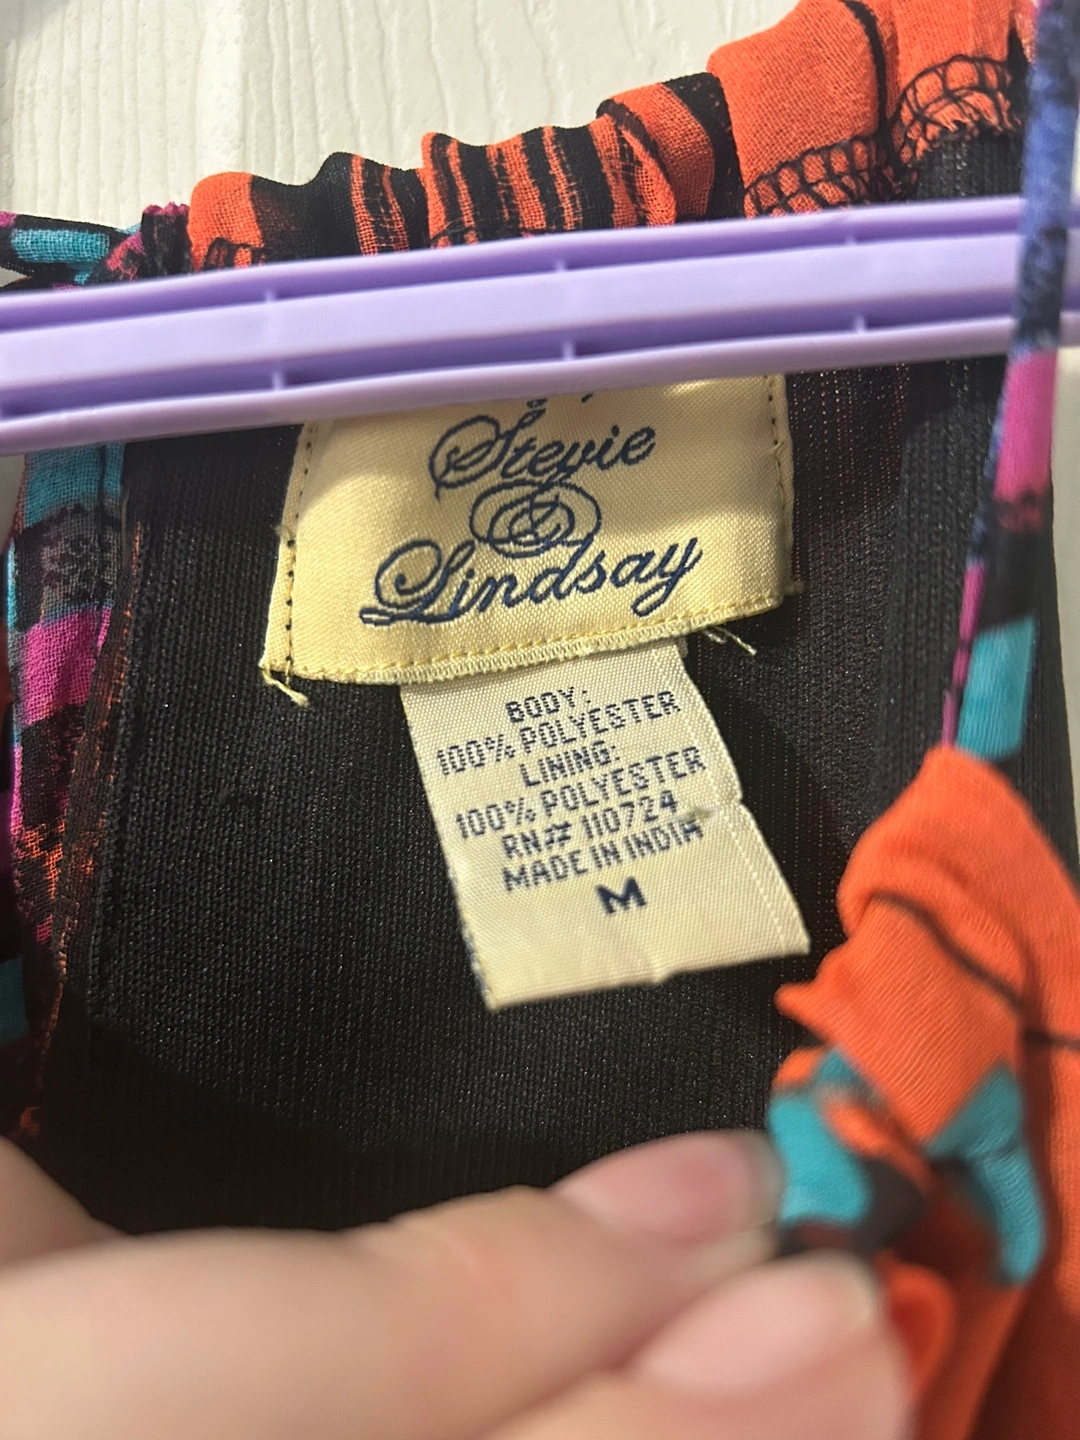 Stevie
&
Lindsay
BODY:
100% POLYESTER
LINING:
100% POLYESTER
RN# 110724
MADE IN INDIA
M